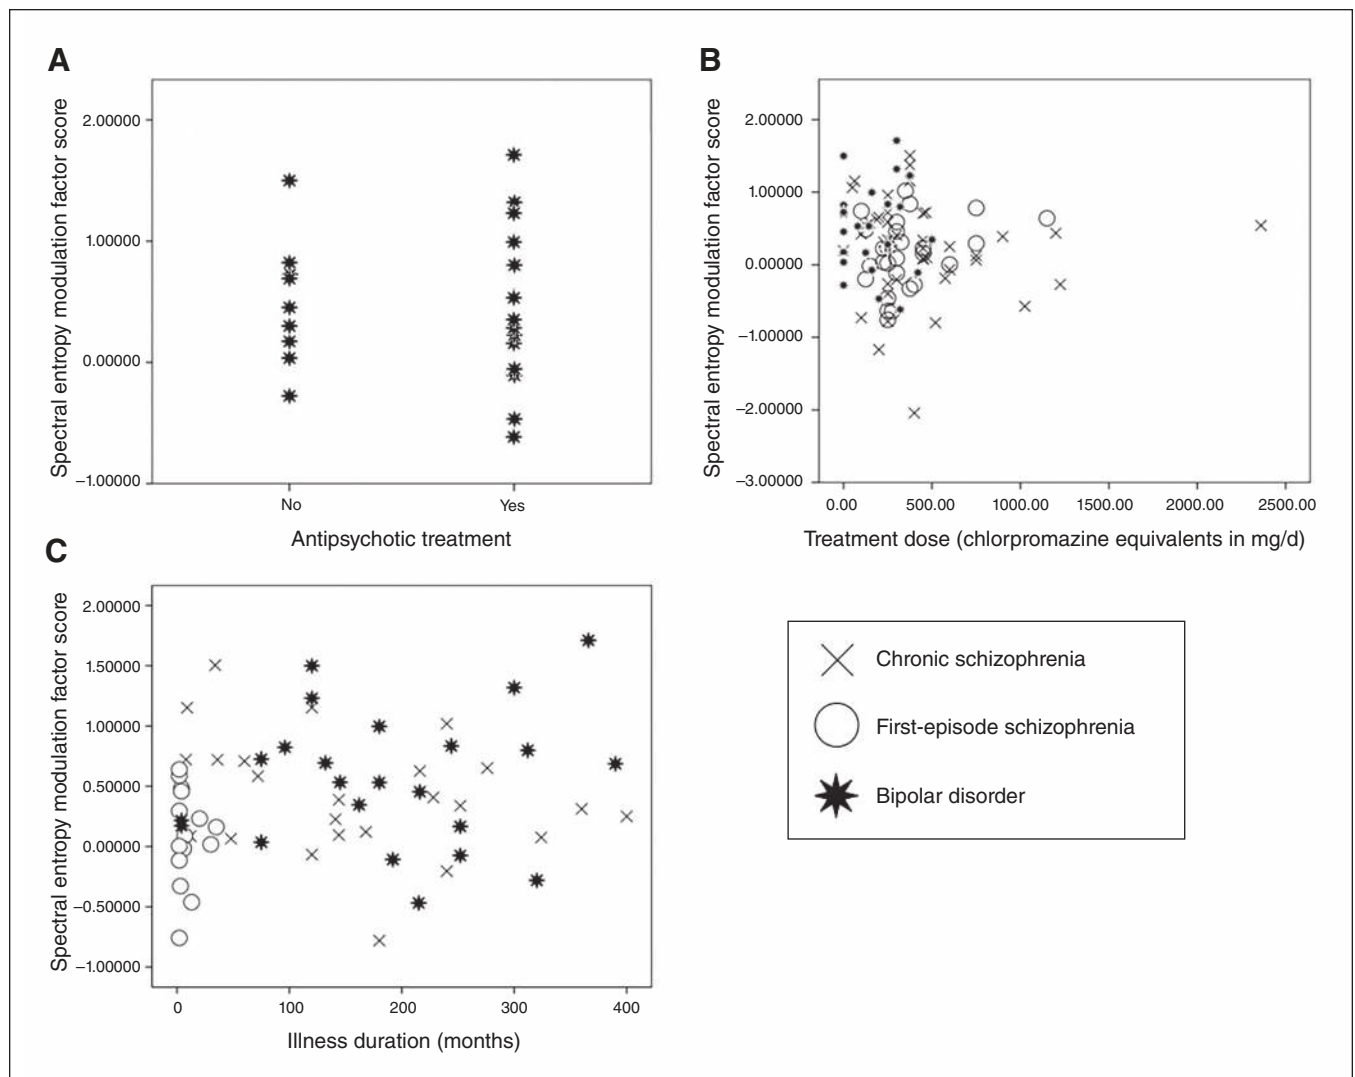 A
Spectral entropy modulation factor score
2.00000
1.00000
0.00000
−1.00000
No
Yes
Antipsychotic treatment
B
Spectral entropy modulation factor score
2.00000
1.00000
0.00000
−1.00000
−2.00000
−3.00000
0.00
500.00
1000.00
1500.00
2000.00
2500.00
Treatment dose (chlorpromazine equivalents in mg/d)
C
Spectral entropy modulation factor score
2.00000
1.50000
1.00000
0.50000
0.00000
−0.50000
−1.00000
0
100
200
300
400
Illness duration (months)
Chronic schizophrenia
First-episode schizophrenia
Bipolar disorder